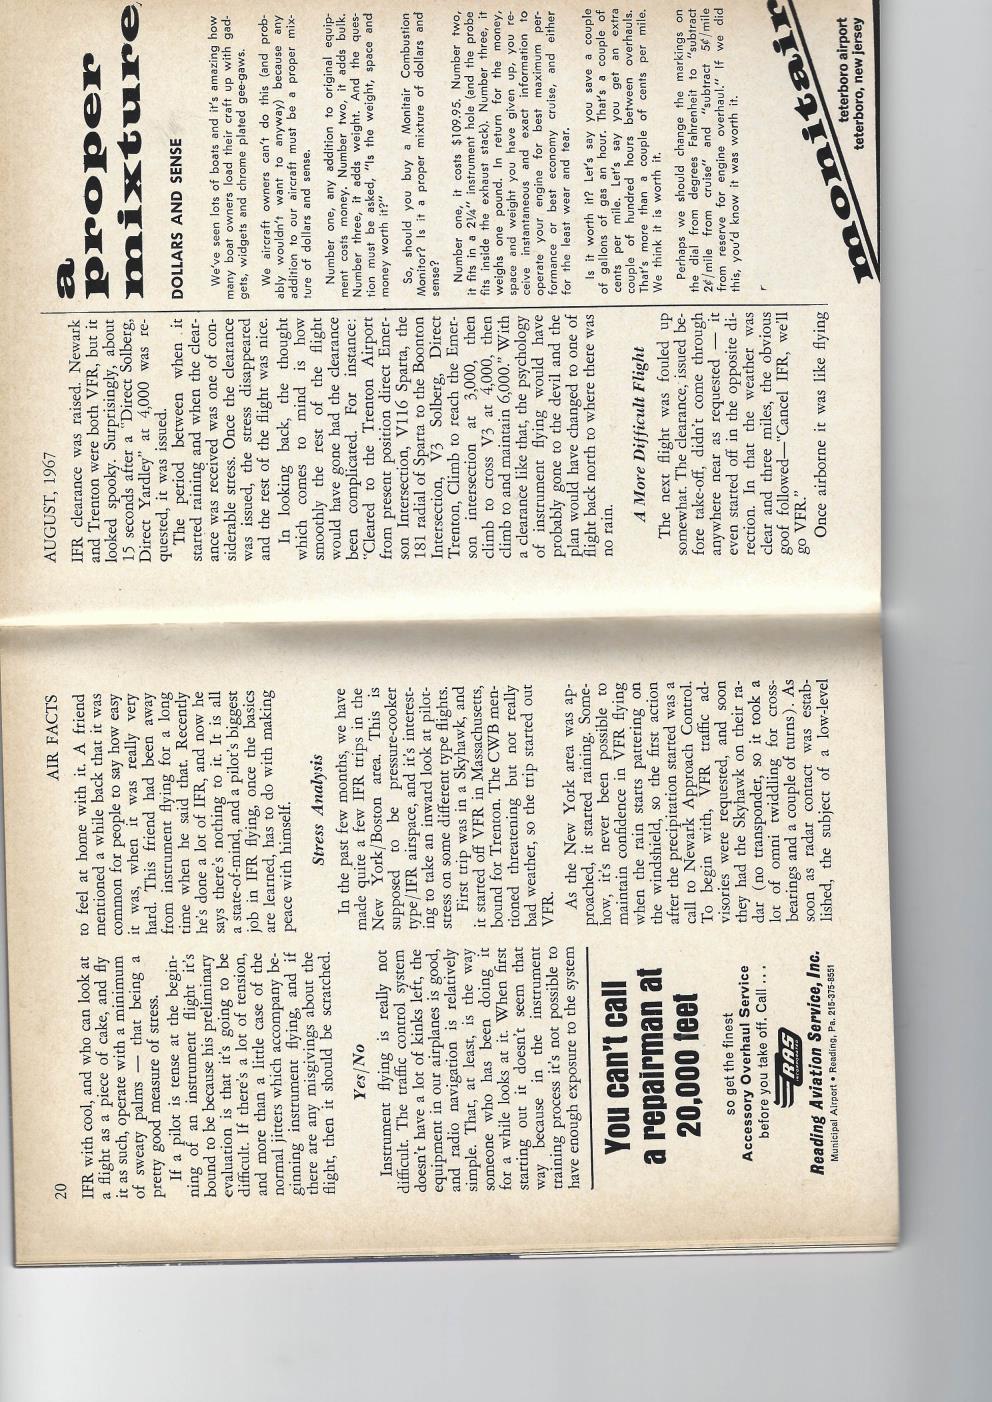 20
AIR FACTS
IFR with cool, and who can look at
a flight as a piece of cake, and fly
it as such, operate with a minimum
of sweaty palms — that being a
pretty good measure of stress.
If a pilot is tense at the begin-
ning of an instrument flight it's
bound to be because his preliminary
evaluation is that it's going to be
difficult. If there's a lot of tension,
and more than a little case of the
normal jitters which accompany be-
ginning instrument flying, and if
there are any misgivings about the
flight, then it should be scratched.
Yes/No
Instrument flying is really not
difficult. The traffic control system
doesn't have a lot of kinks left, the
equipment in our airplanes is good,
and radio navigation is relatively
simple. That, at least, is the way
someone who has been doing it
for a while looks at it. When first
starting out it doesn't seem that
way because in the instrument
training process it's not possible to
have enough exposure to the system
You can't call
a repairman at
20,000 feet
so get the finest
Accessory Overhaul Service
before you take off. Call . . .
RAS
Reading Aviation Service, Inc.
Municipal Airport • Reading, Pa. 215-375-8551
to feel at home with it. A friend
mentioned a while back that it was
common for people to say how easy
it was, when it was really very
hard. This friend had been away
from instrument flying for a long
time when he said that. Recently
he's done a lot of IFR, and now he
says there's nothing to it. It is all
a state-of-mind, and a pilot's biggest
job in IFR flying, once the basics
are learned, has to do with making
peace with himself.
Stress Analysis
In the past few months, we have
made quite a few IFR trips in the
New York/Boston area. This is
supposed to be pressure-cooker
type/IFR airspace, and it's interest-
ing to take an inward look at pilot-
stress on some different type flights.
First trip was in a Skyhawk, and
it started off VFR in Massachusetts,
bound for Trenton. The CWB men-
tioned threatening but not really
bad weather, so the trip started out
VFR.
As the New York area was ap-
proached, it started raining. Some-
how, it's never been possible to
maintain confidence in VFR flying
when the rain starts pattering on
the windshield, so the first action
after the precipitation started was a
call to Newark Approach Control.
To begin with, VFR traffic ad-
visories were requested, and soon
they had the Skyhawk on their ra-
dar (no transponder, so it took a
lot of omni twiddling for cross-
bearings and a couple of turns). As
soon as radar contact was estab-
lished, the subject of a low-level
AUGUST, 1967
IFR clearance was raised. Newark
and Trenton were both VFR, but it
looked spooky. Surprisingly, about
15 seconds after a "Direct Solberg,
Direct Yardley" at 4,000 was re-
quested, it was issued.
The period between when it
started raining and when the clear-
ance was received was one of con-
siderable stress. Once the clearance
was issued, the stress disappeared
and the rest of the flight was nice.
In looking back, the thought
which comes to mind is how
smoothly the rest of the flight
would have gone had the clearance
been complicated. For instance:
"Cleared to the Trenton Airport
from present position direct Emer-
son Intersection, V116 Sparta, the
181 radial of Sparta to the Boonton
Intersection, V3 Solberg, Direct
Trenton, Climb to reach the Emer-
son intersection at 3,000, then
climb to cross V3 at 4,000, then
climb to and maintain 6,000." With
a clearance like that, the psychology
of instrument flying would have
probably gone to the devil and the
plan would have changed to one of
flight back north to where there was
no rain.
A More Difficult Flight
The next flight was fouled up
somewhat. The clearance, issued be-
fore take-off, didn't come through
anywhere near as requested — it
even started off in the opposite di-
rection. In that the weather was
clear and three miles, the obvious
goof followed—"Cancel IFR, we'll
go VFR."
Once airborne it was like flying
a
proper
mixture
DOLLARS AND SENSE
We've seen lots of boats and it's amazing how
many boat owners load their craft up with gad-
gets, widgets and chrome plated gee-gaws.
We aircraft owners can't do this (and prob-
ably wouldn't want to anyway) because any
addition to our aircraft must be a proper mix-
ture of dollars and sense.
Number one, any addition to original equip-
ment costs money. Number two, it adds bulk.
Number three, it adds weight. And the ques-
tion must be asked, "Is the weight, space and
money worth it?"
So, should you buy a Monitair Combustion
Monitor? Is it a proper mixture of dollars and
sense?
Number one, it costs $109.95. Number two,
it fits in a 2¼" instrument hole (and the probe
fits inside the exhaust stack). Number three, it
weighs one pound. In return for the money,
space and weight you have given up, you re-
ceive instantaneous and exact information to
operate your engine for best maximum per-
formance or best economy cruise, and either
for the least wear and tear.
Is it worth it? Let's say you save a couple
of gallons of gas an hour. That's a couple of
cents per mile. Let's say you get an extra
couple of hundred hours between overhauls.
That's more than a couple of cents per mile.
We think it is worth it.
Perhaps we should change the markings on
the dial from degrees Fahrenheit to "subtract
2¢/mile from cruise" and "subtract 5¢/mile
from reserve for engine overhaul." If we did
this, you'd know it was worth it.
monitair
teterboro airport
teterboro, new jersey